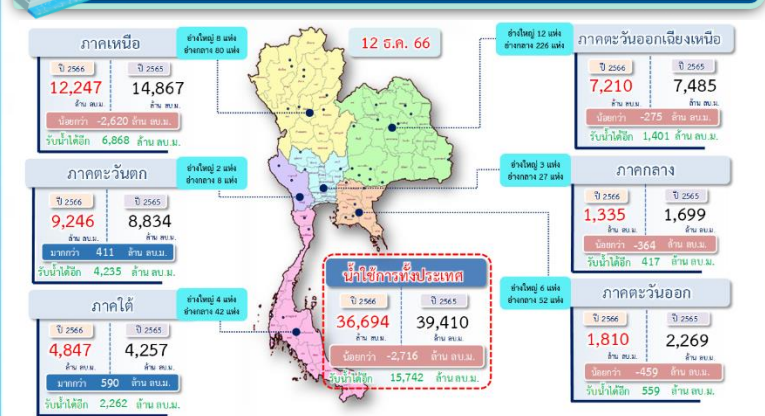 ภาคเหนือ
อ่างใหญ่ 8 แห่ง
อ่างกลาง 80 แห่ง
ปี 2566 ปี 2565
12,247 14,867
ล้าน ลบ.ม. ล้าน ลบ.ม.
น้อยกว่า -2,620 ล้าน ลบ.ม.
รับน้ำได้อีก 6,868 ล้าน ลบ.ม.
12 ธ.ค. 66
อ่างใหญ่ 12 แห่ง
อ่างกลาง 226 แห่ง
ภาคตะวันออกเฉียงเหนือ
ปี 2566 ปี 2565
7,210 7,485
ล้าน ลบ.ม. ล้าน ลบ.ม.
น้อยกว่า -275 ล้าน ลบ.ม.
รับน้ำได้อีก 1,401 ล้าน ลบ.ม.
ภาคตะวันตก
อ่างใหญ่ 2 แห่ง
อ่างกลาง 8 แห่ง
ปี 2566 ปี 2565
9,246 8,834
ล้าน ลบ.ม. ล้าน ลบ.ม.
มากกว่า 411 ล้าน ลบ.ม.
รับน้ำได้อีก 4,235 ล้าน ลบ.ม.
อ่างใหญ่ 3 แห่ง
อ่างกลาง 27 แห่ง
ภาคกลาง
ปี 2566 ปี 2565
1,335 1,699
ล้าน ลบ.ม. ล้าน ลบ.ม.
น้อยกว่า -364 ล้าน ลบ.ม.
รับน้ำได้อีก 417 ล้าน ลบ.ม.
ภาคใต้
อ่างใหญ่ 4 แห่ง
อ่างกลาง 42 แห่ง
ปี 2566 ปี 2565
4,847 4,257
ล้าน ลบ.ม. ล้าน ลบ.ม.
มากกว่า 590 ล้าน ลบ.ม.
รับน้ำได้อีก 2,262 ล้าน ลบ.ม.
น้ำใช้การทั้งประเทศ
ปี 2566 ปี 2565
36,694 39,410
ล้าน ลบ.ม. ล้าน ลบ.ม.
น้อยกว่า -2,716 ล้าน ลบ.ม.
รับน้ำได้อีก 15,742 ล้าน ลบ.ม.
อ่างใหญ่ 6 แห่ง
อ่างกลาง 52 แห่ง
ภาคตะวันออก
ปี 2566 ปี 2565
1,810 2,269
ล้าน ลบ.ม. ล้าน ลบ.ม.
น้อยกว่า -459 ล้าน ลบ.ม.
รับน้ำได้อีก 559 ล้าน ลบ.ม.